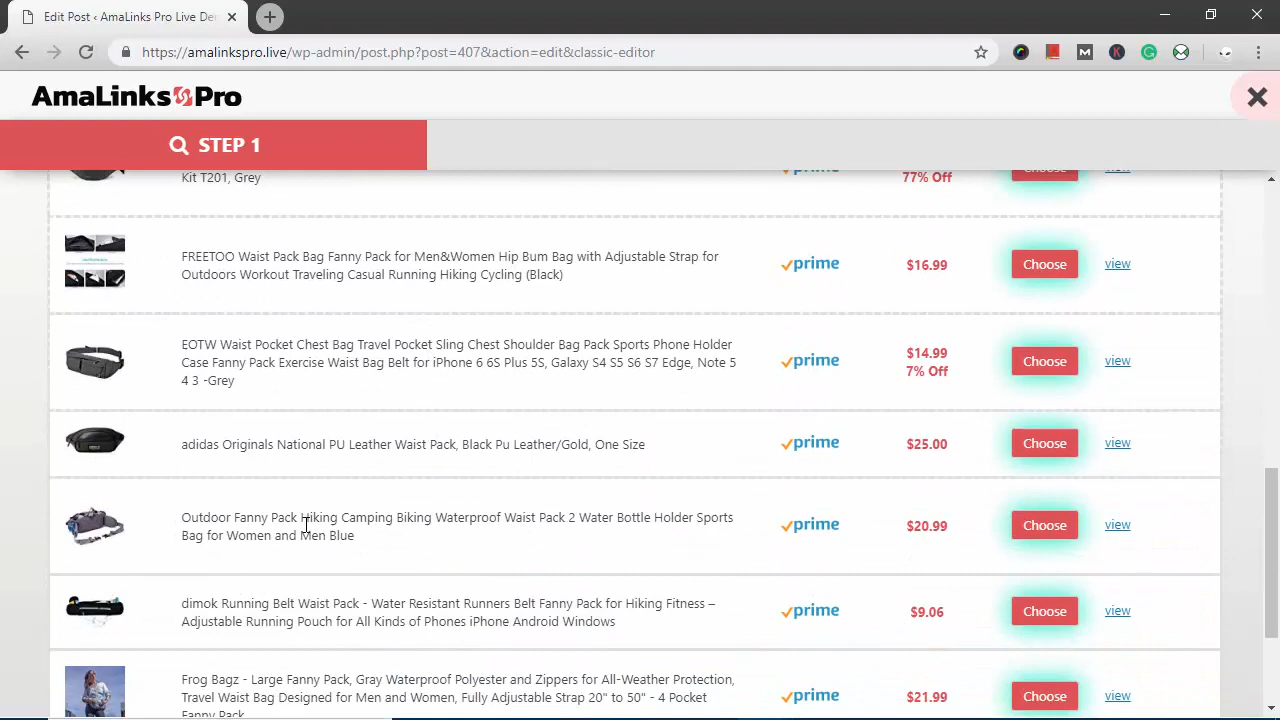 Edit Post ‹ AmaLinks Pro Live Der
https://amalinkspro.live/wp-admin/post.php?post=407&action=edit&classic-editor
AmaLinks Pro
STEP 1
Kit T201, Grey
prime
77% Off
Choose
view
FREETOO Waist Pack Bag Fanny Pack for Men&Women Hip Bum Bag with Adjustable Strap for
Outdoors Workout Traveling Casual Running Hiking Cycling (Black)
prime
$16.99
Choose
view
EOTW Waist Pocket Chest Bag Travel Pocket Sling Chest Shoulder Bag Pack Sports Phone Holder
Case Fanny Pack Exercise Working Belt for iPhone 6 6S Plus 5S, Galaxy S4 S5 S6 S7 Edge, Note 5
4 3 -Grey
prime
$14.99
7% Off
Choose
view
adidas Originals National PU Leather Waist Pack, Black Pu Leather/Gold, One Size
prime
$25.00
Choose
view
Outdoor Fanny Pack Hiking Camping Biking Waterproof Waist Pack 2 Water Bottle Holder Sports
Bag for Women and Men Blue
prime
$20.99
Choose
view
dimok Running Belt Waist Pack - Water Resistant Runners Belt Fanny Pack for Hiking Fitness –
Adjustable Running Pouch for All Kinds of Phones iPhone Android Windows
prime
$9.06
Choose
view
Frog Bagz - Large Fanny Pack, Gray Waterproof Polyester and Zippers for All-Weather Protection,
Travel Waist Bag Designed for Men and Women, Fully Adjustable Strap 20" to 50" - 4 Pocket
Fanny Pack
prime
$21.99
Choose
view